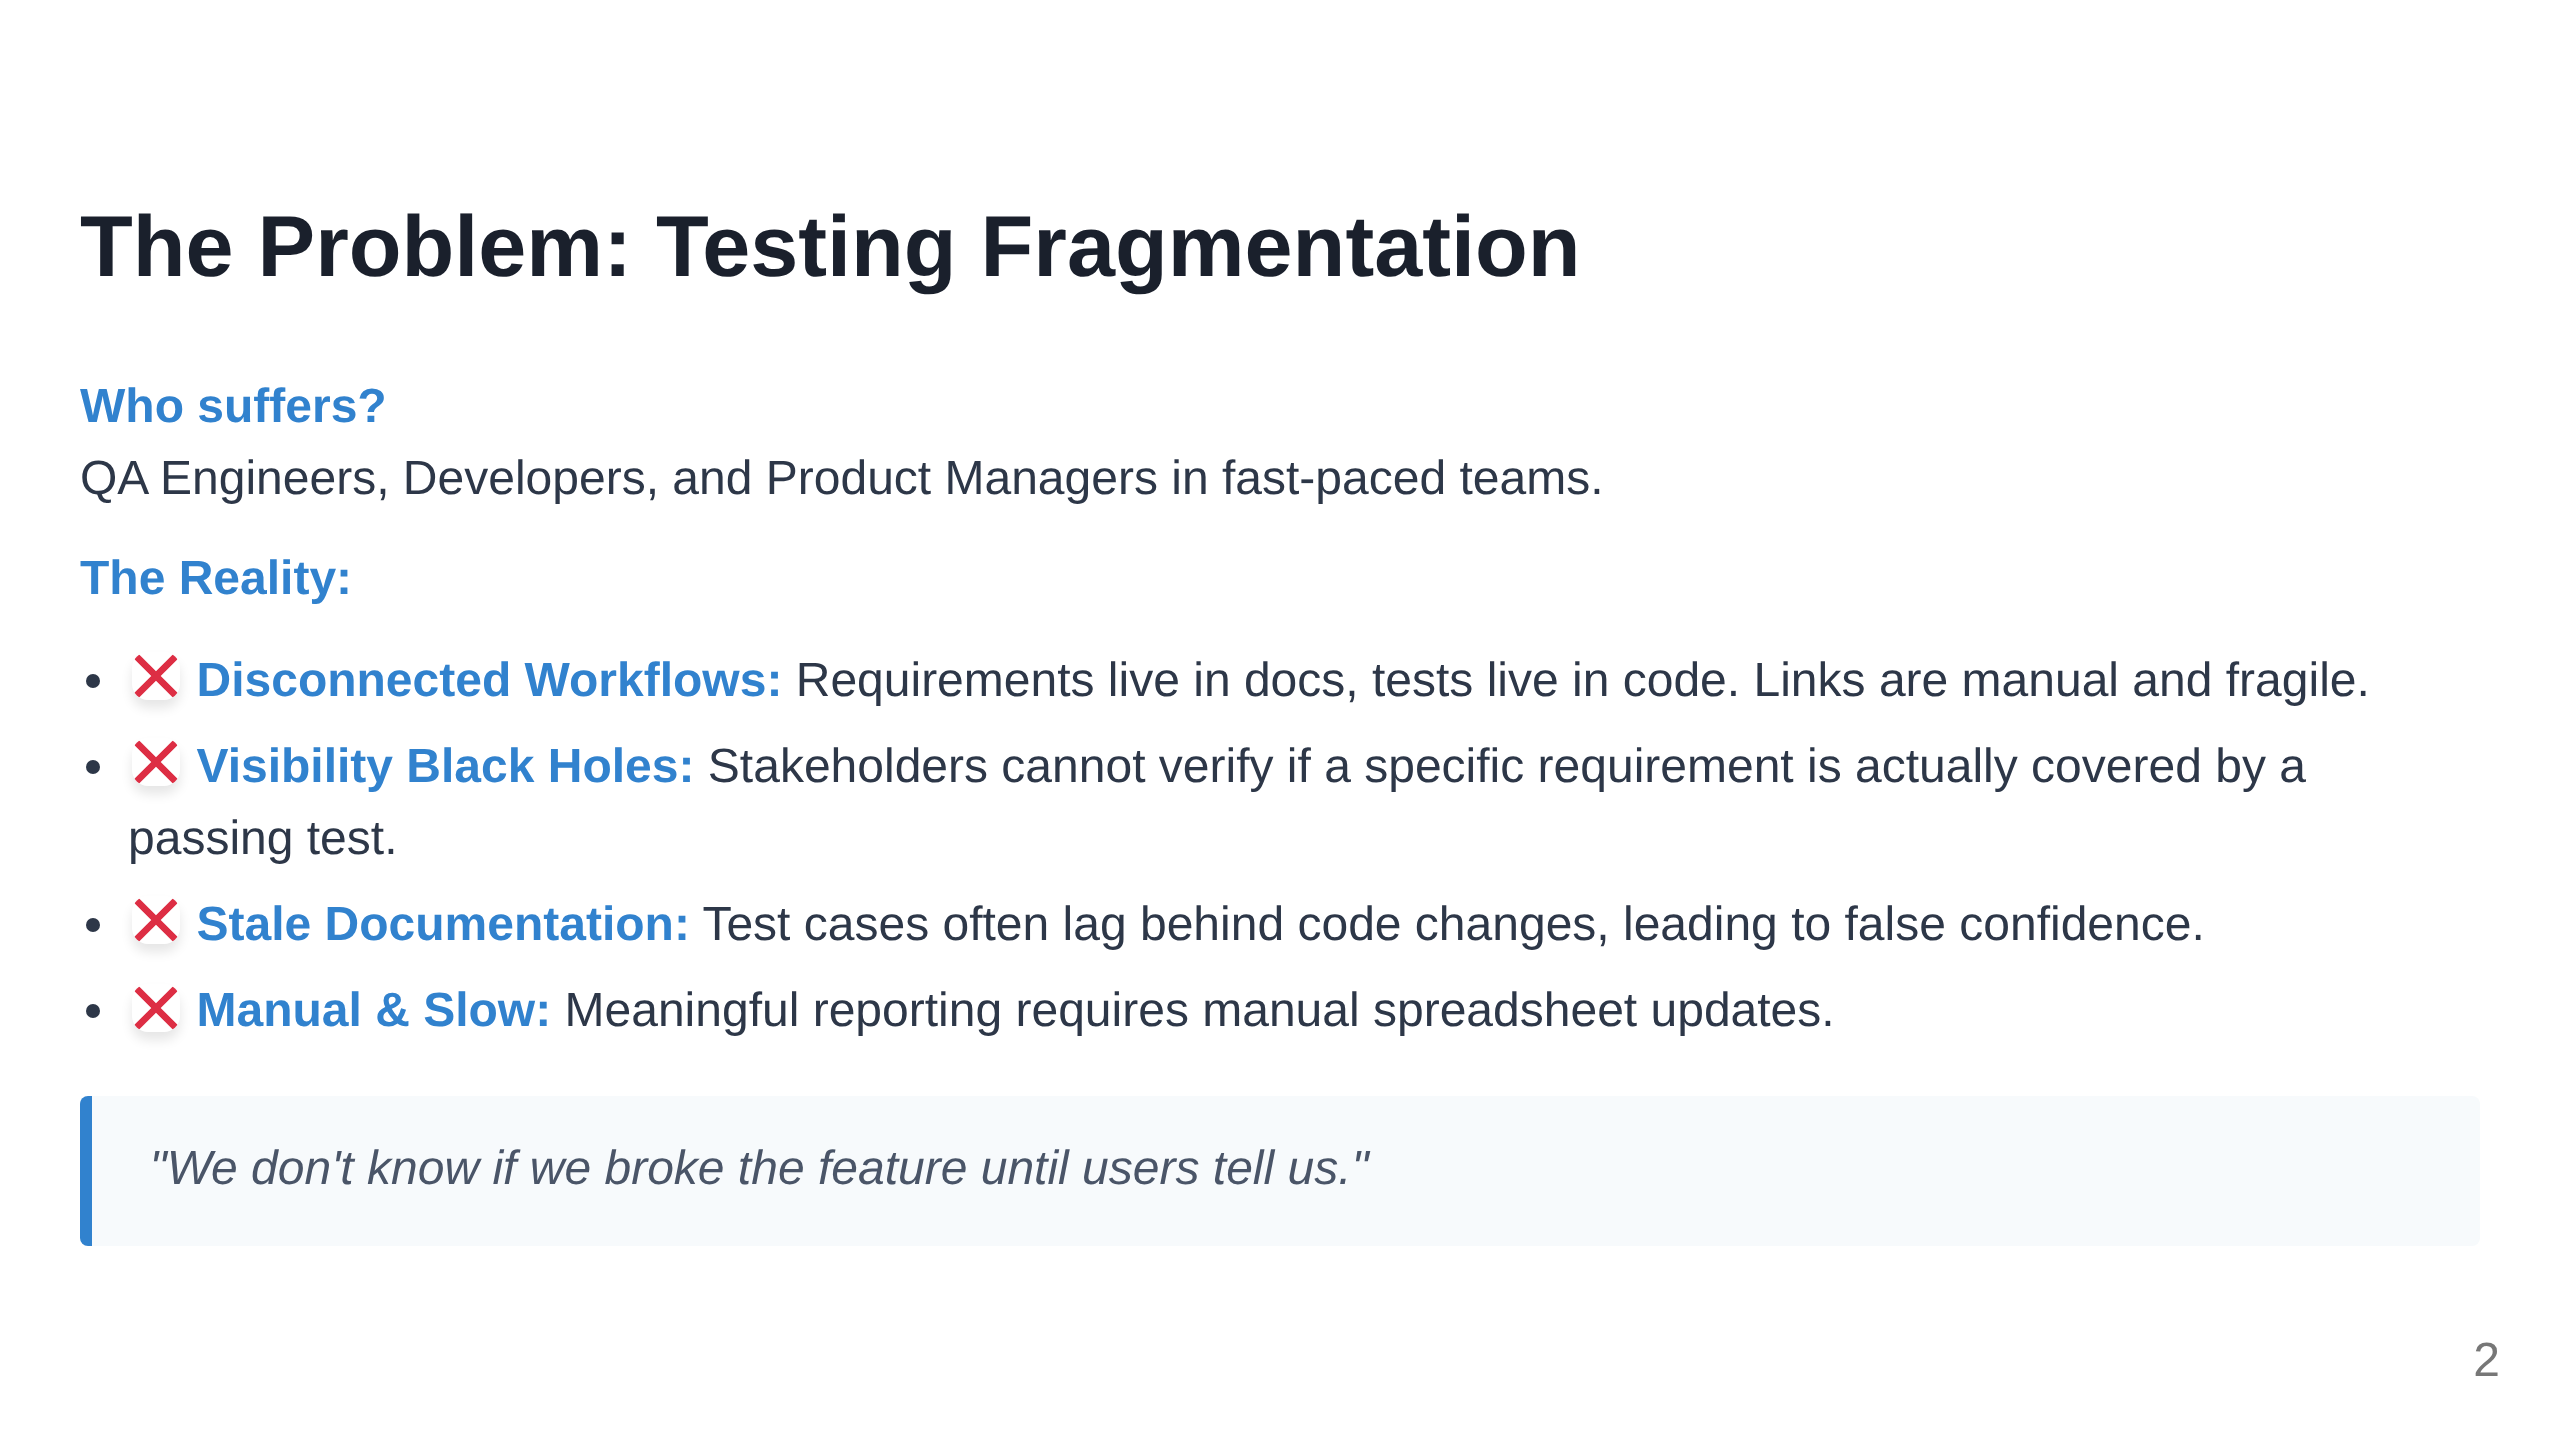 The Problem: Testing Fragmentation
Who suffers?
QA Engineers, Developers, and Product Managers in fast-paced teams.
The Reality:
• ❌ Disconnected Workflows: Requirements live in docs, tests live in code. Links are manual and fragile.
• ❌ Visibility Black Holes: Stakeholders cannot verify if a specific requirement is actually covered by a
passing test.
• ❌ Stale Documentation: Test cases often lag behind code changes, leading to false confidence.
• ❌ Manual & Slow: Meaningful reporting requires manual spreadsheet updates.
"We don't know if we broke the feature until users tell us."
2